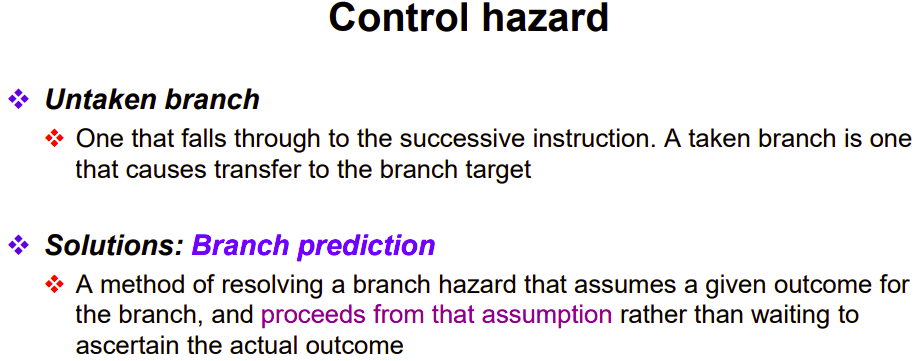 Control hazard
❖ Untaken branch
❖ One that falls through to the successive instruction. A taken branch is one
that causes transfer to the branch target
❖ Solutions: Branch prediction
❖ A method of resolving a branch hazard that assumes a given outcome for
the branch, and proceeds from that assumption rather than waiting to
ascertain the actual outcome